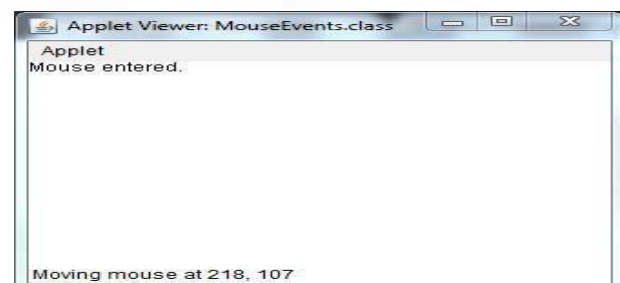 Applet Viewer: MouseEvents.class
Applet
Mouse entered.
Moving mouse at 218, 107